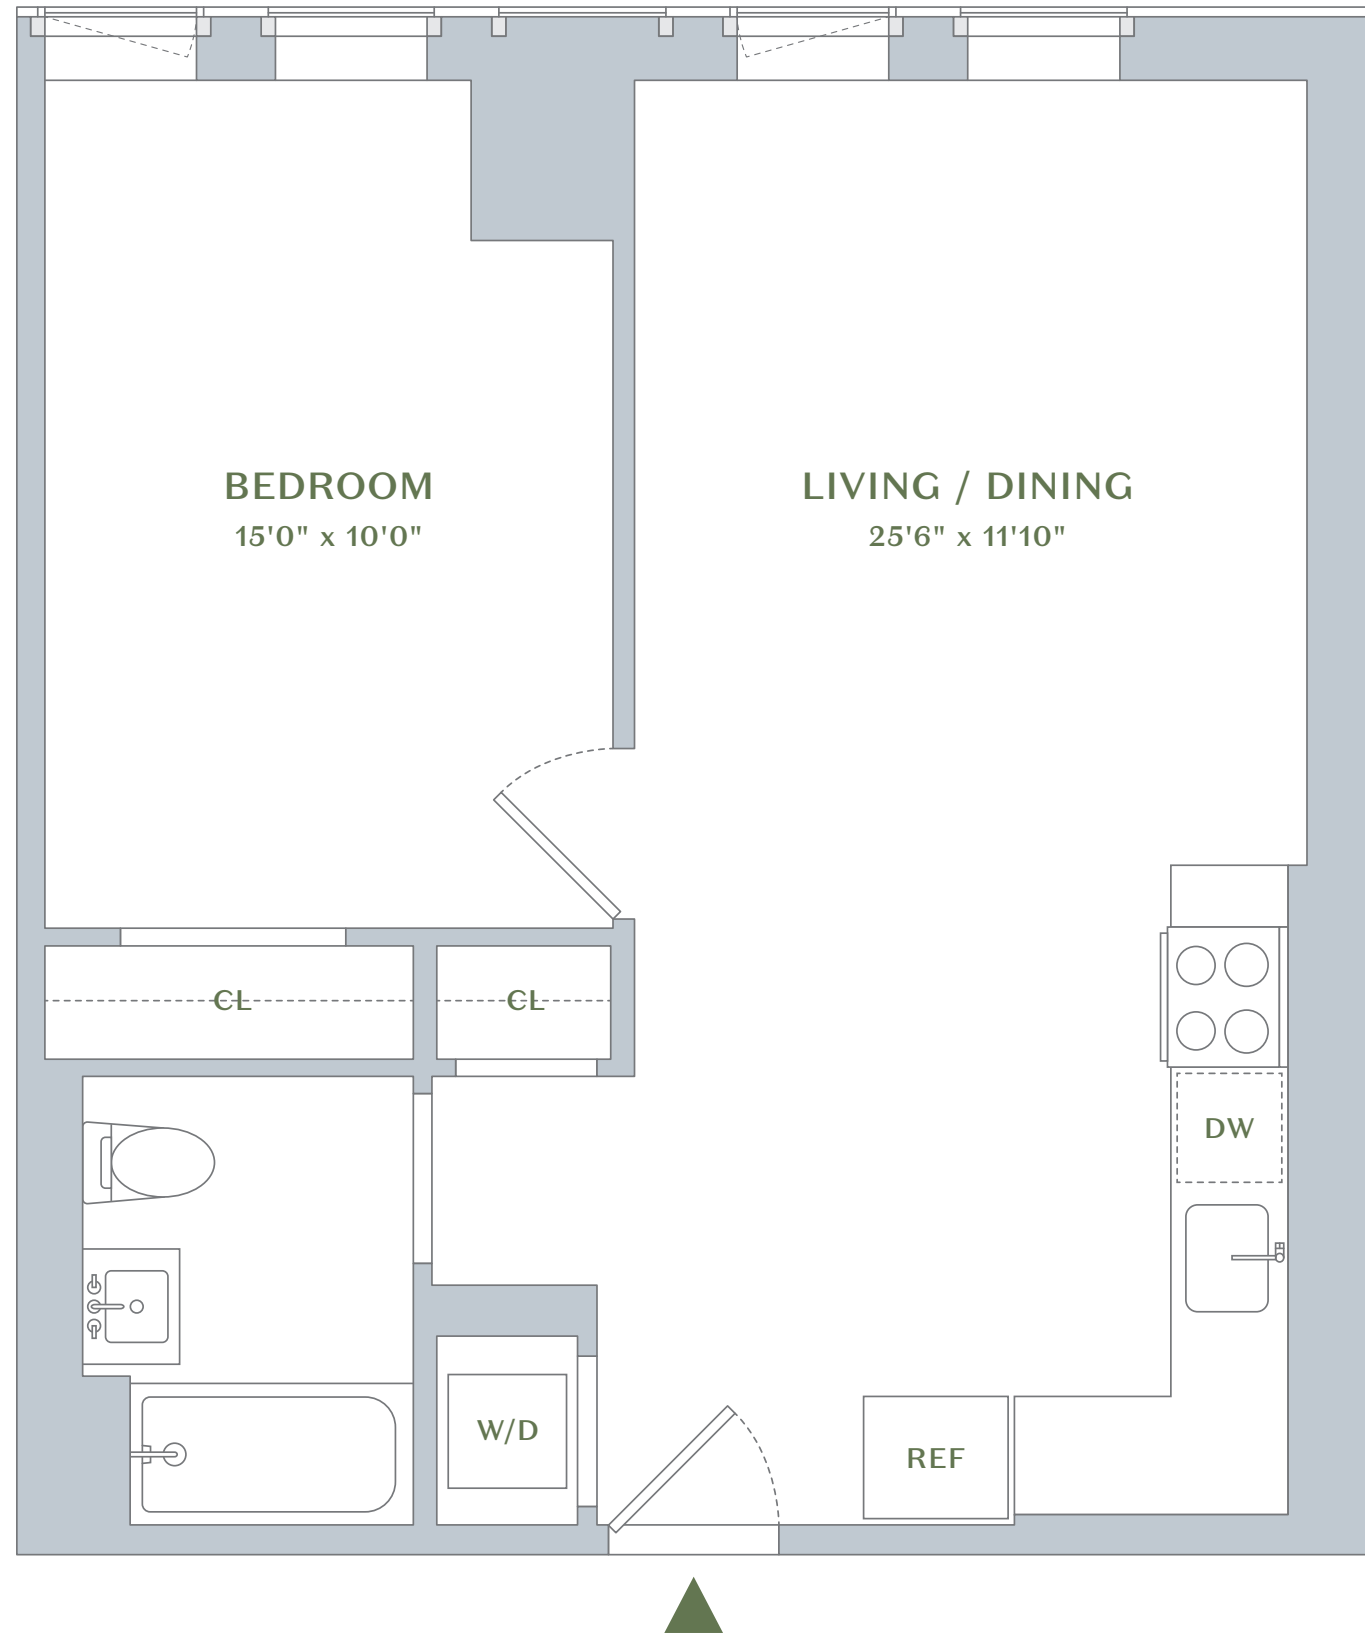 BEDROOM
15'0" x 10'0"
LIVING / DINING
25'6" x 11'10"
CL
CL
DW
W/D
REF